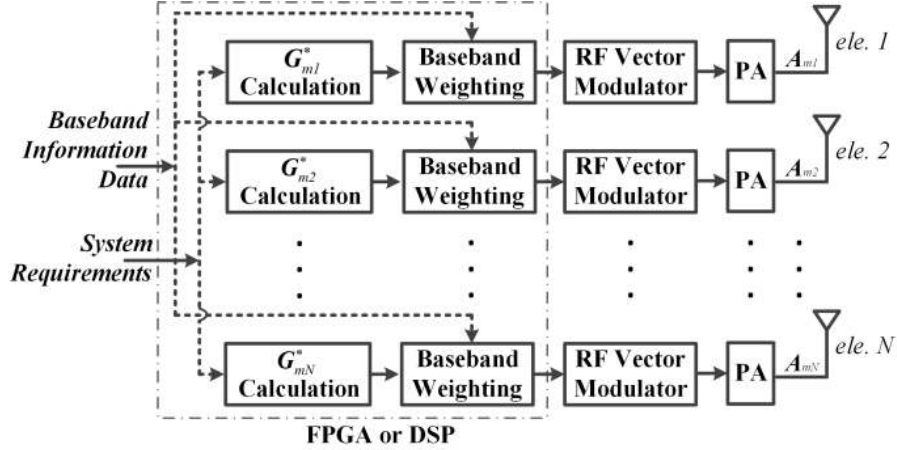 G*m1
Calculation
Baseband
Weighting
RF Vector
Modulator
PA
Am1
ele. 1
Baseband
Information
Data
G*m2
Calculation
Baseband
Weighting
RF Vector
Modulator
PA
Am2
ele. 2
System
Requirements
G*mN
Calculation
Baseband
Weighting
RF Vector
Modulator
PA
AmN
ele. N
FPGA or DSP